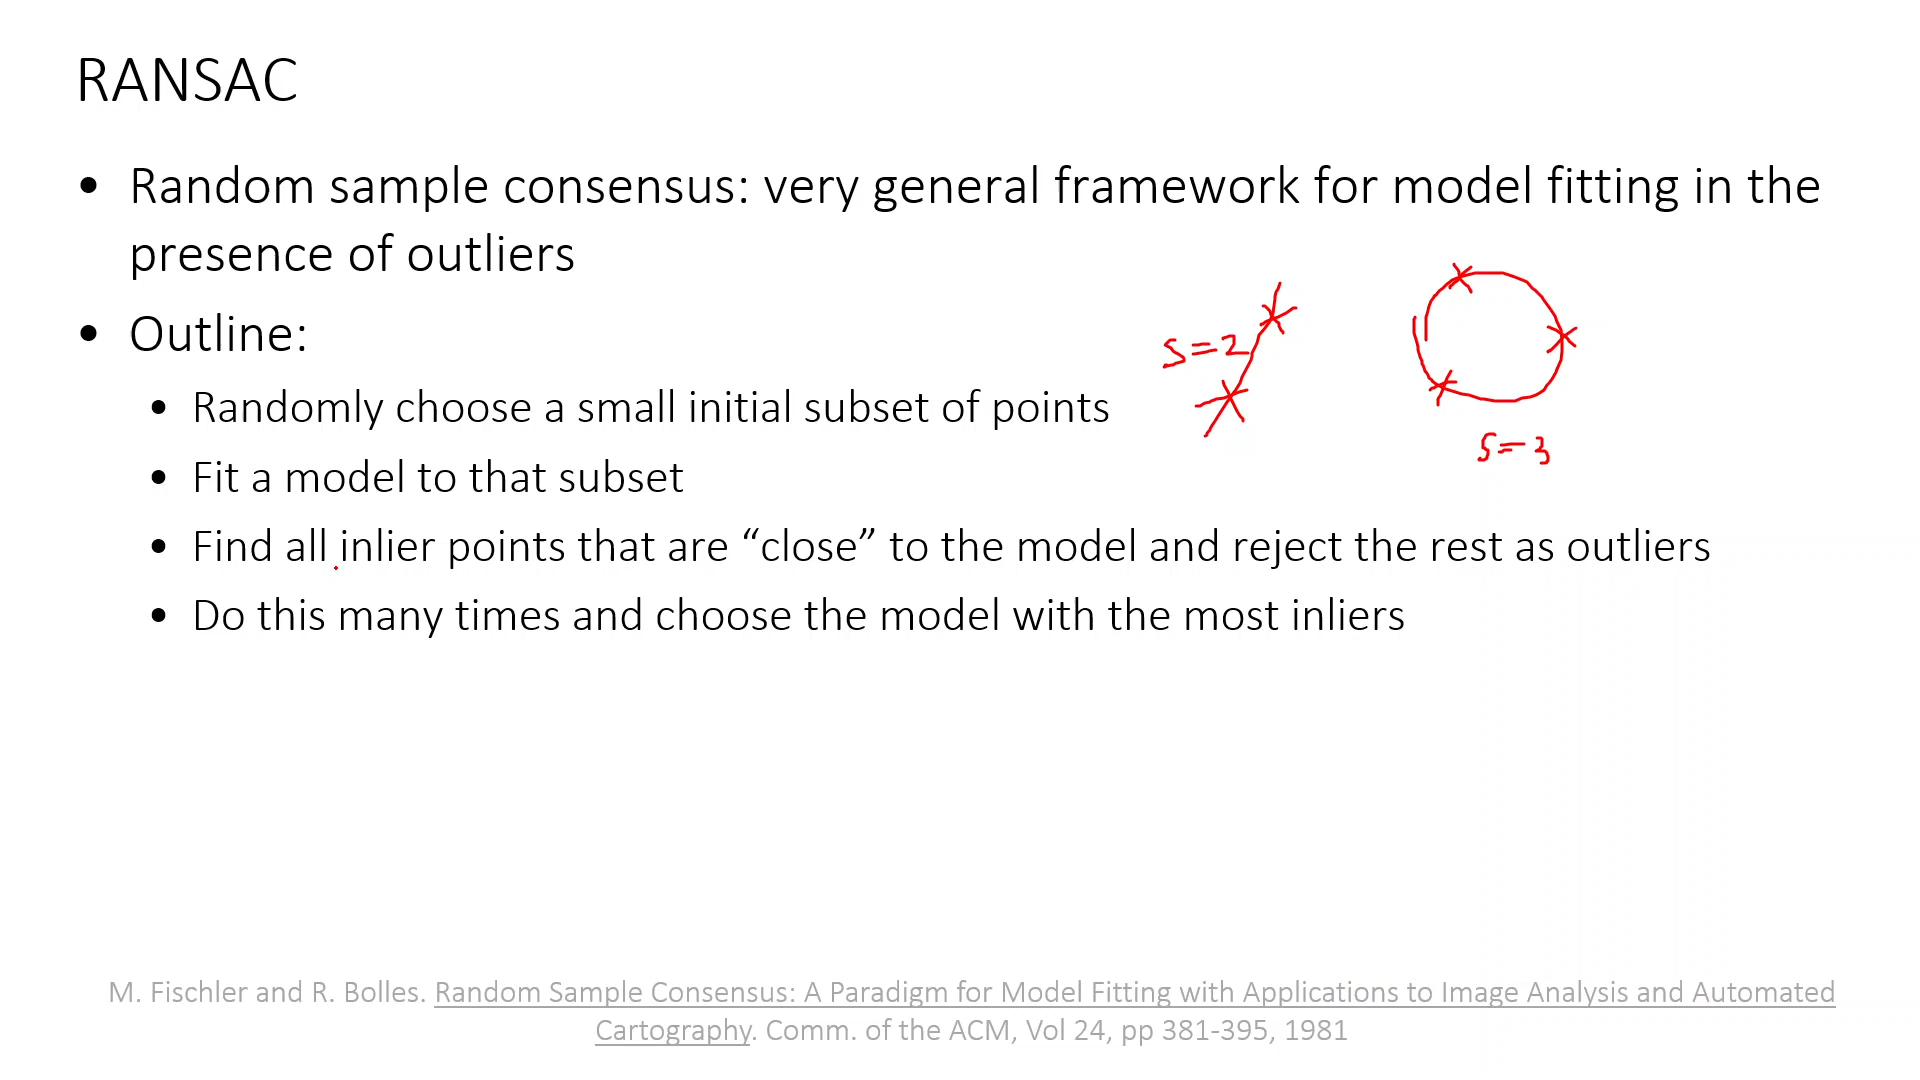 RANSAC
• Random sample consensus: very general framework for model fitting in the
presence of outliers
• Outline:
s=2
• Randomly choose a small initial subset of points
s=3
• Fit a model to that subset
• Find all inlier points that are “close” to the model and reject the rest as outliers
• Do this many times and choose the model with the most inliers
M. Fischler and R. Bolles. Random Sample Consensus: A Paradigm for Model Fitting with Applications to Image Analysis and Automated
Cartography. Comm. of the ACM, Vol 24, pp 381-395, 1981